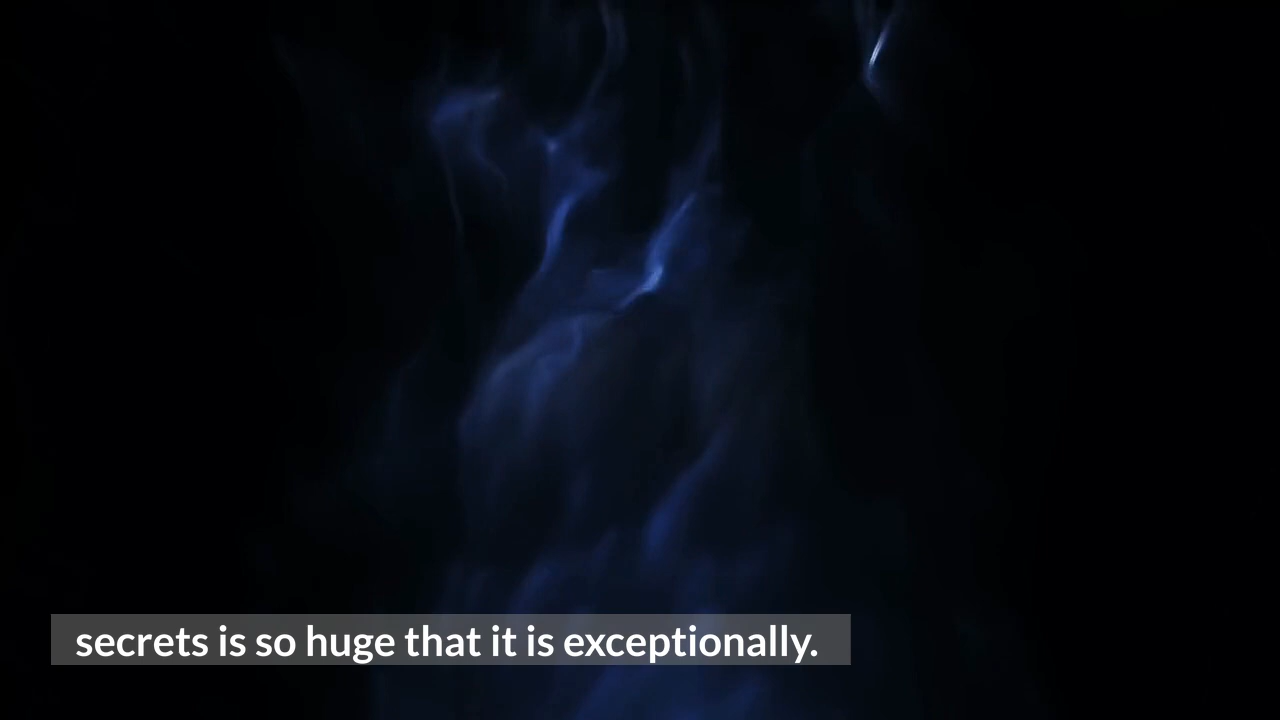 secrets is so huge that it is exceptionally.